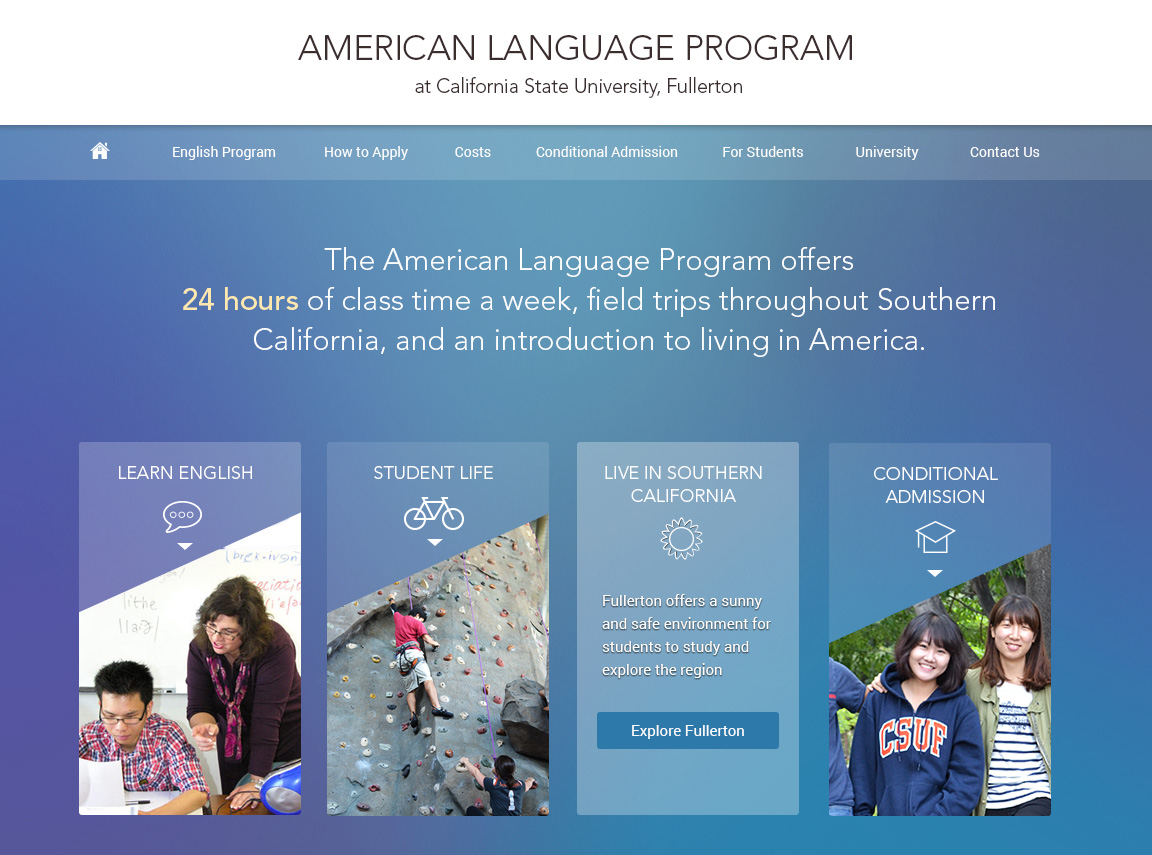 AMERICAN LANGUAGE PROGRAM
at California State University, Fullerton
English Program
How to Apply
Costs
Conditional Admission
For Students
University
Contact Us
The American Language Program offers
24 hours of class time a week, field trips throughout Southern
California, and an introduction to living in America.
LEARN ENGLISH
lithe
STUDENT LIFE
LIVE IN SOUTHERN
CALIFORNIA
Fullerton offers a sunny
and safe environment for
students to study and
explore the region
Explore Fullerton
CONDITIONAL
ADMISSION
CSUF